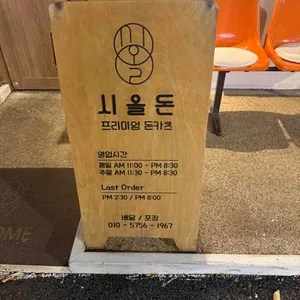 시올돈
프리미엄 돈카츠
영업시간
평일 AM 11:00 - PM 8:30
주말 AM 11:30 - PM 8:30
Last Order
PM 2:30 / PM 8:00
배달 / 포장
010 - 5756 - 1967